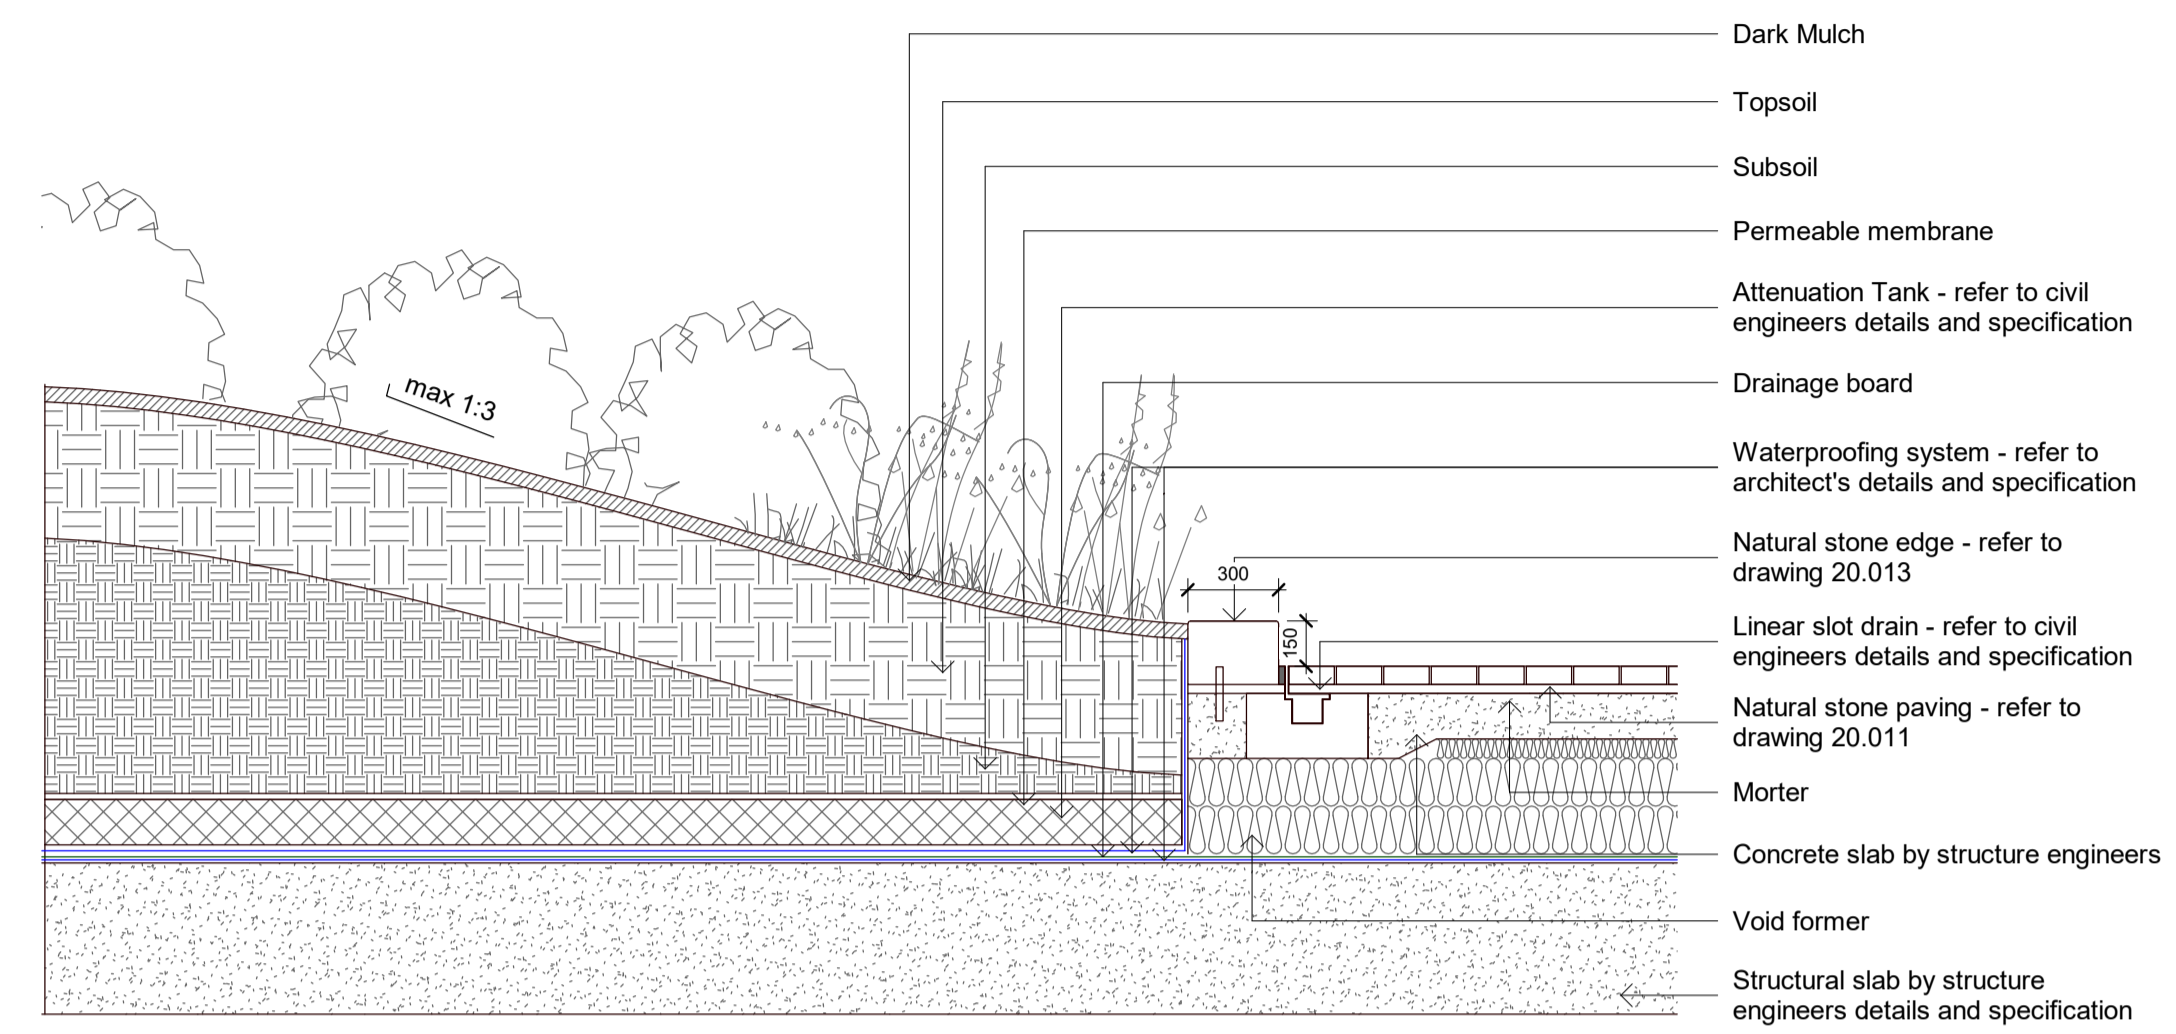 Dark Mulch
Topsoil
Subsoil
Permeable membrane
Attenuation Tank - refer to civil
engineers details and specification
Drainage board
Waterproofing system - refer to
architect's details and specification
Natural stone edge - refer to
drawing 20.013
Linear slot drain - refer to civil
engineers details and specification
Natural stone paving - refer to
drawing 20.011
Morter
Concrete slab by structure engineers
Void former
Structural slab by structure
engineers details and specification
max 1:3
300
150